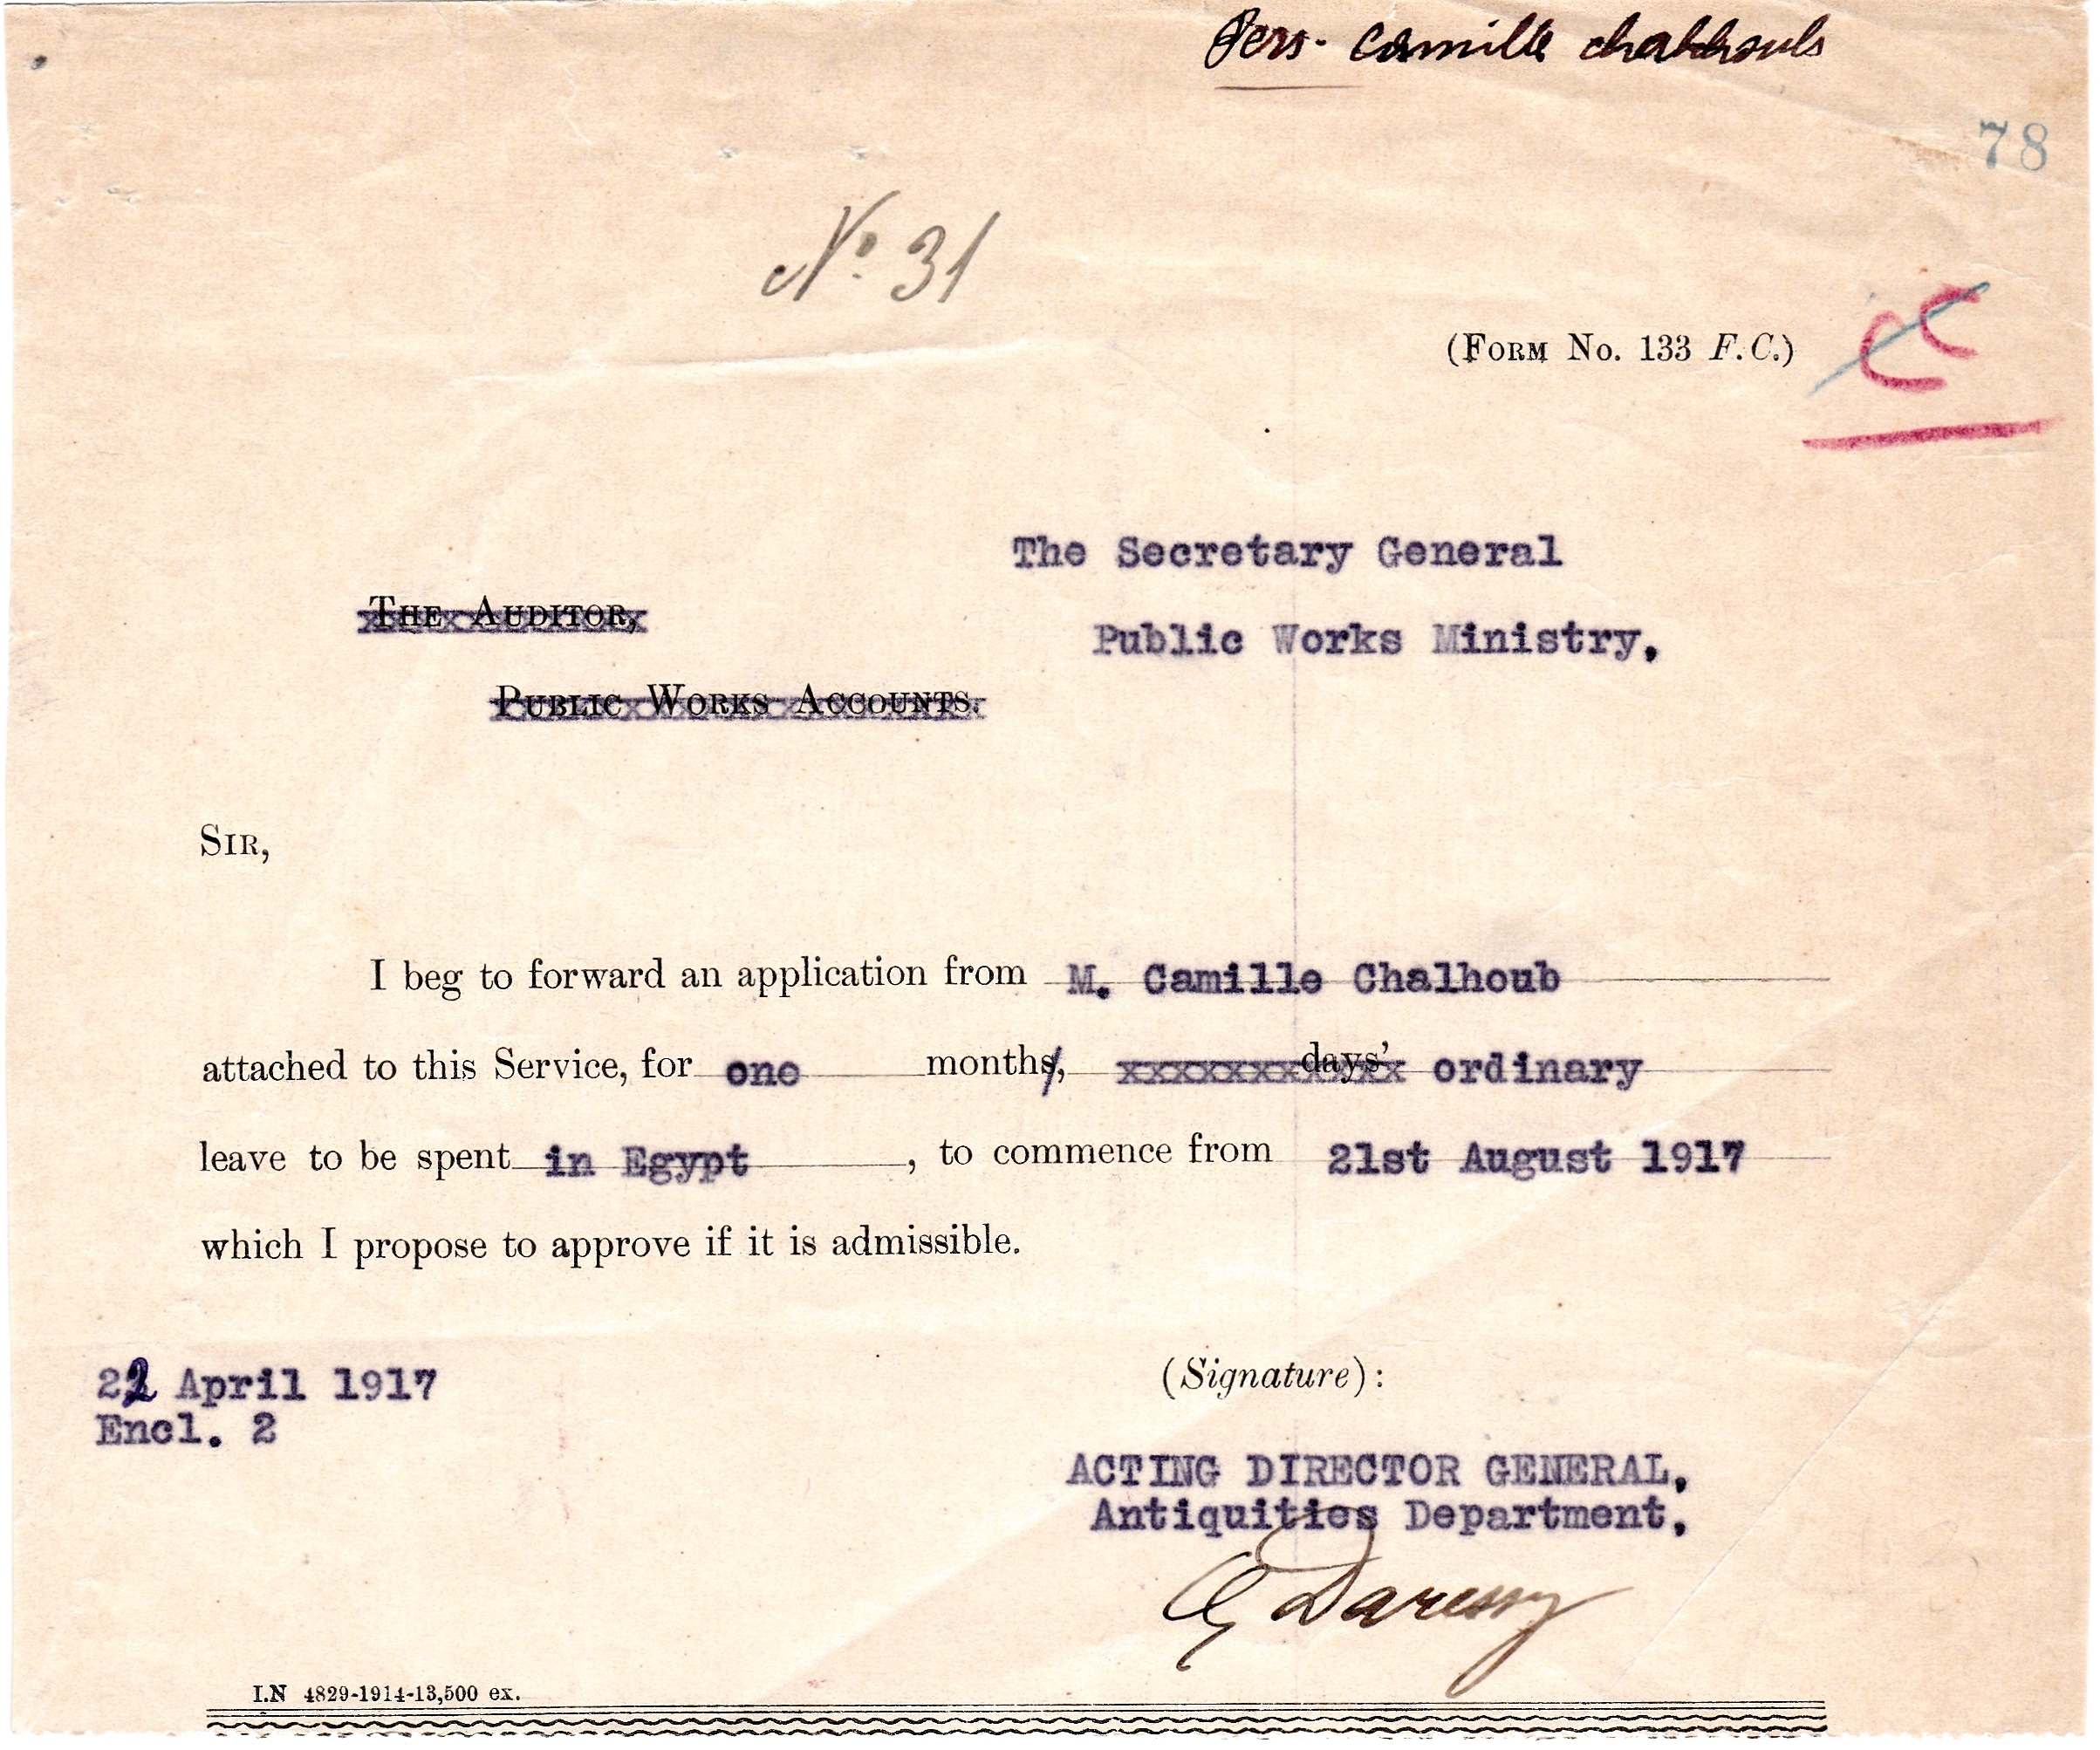 Pers- Camille Chalhoub
78
No. 31
(FORM No. 133 F.C.)
CC
The Secretary General
THE AUDITOR,
Public Works Ministry.
PUBLIC WORKS ACCOUNTS.
SIR,
I beg to forward an application from M. Camille Chalhoub
attached to this Service, for one months, xxxxxxxxxxx days' ordinary
leave to be spent in Egypt, to commence from 21st August 1917
which I propose to approve if it is admissible.
22 April 1917
(Signature):
Encl. 2
ACTING DIRECTOR GENERAL,
Antiquities Department.
G Daressy
I.N 4829-1914-13,500 ex.